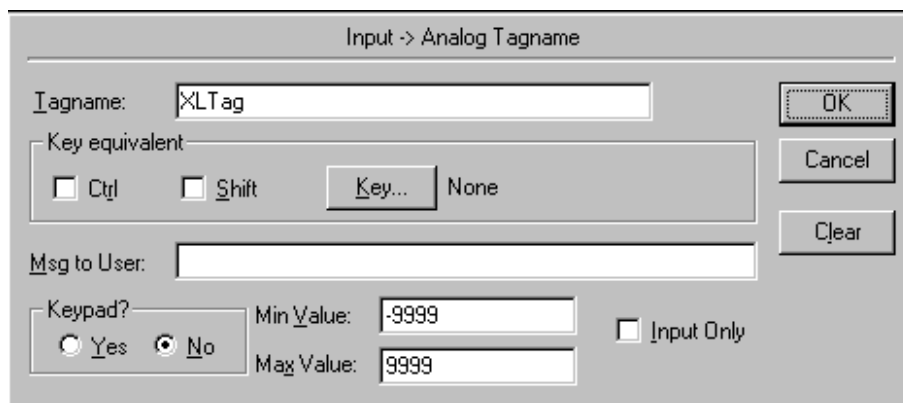 Input -> Analog Tagname
Tagname: XLTag
OK
Key equivalent
Ctrl Shift Key... None
Cancel
Clear
Msg to User:
Keypad?
Yes No
Min Value: -9999
Max Value: 9999
Input Only